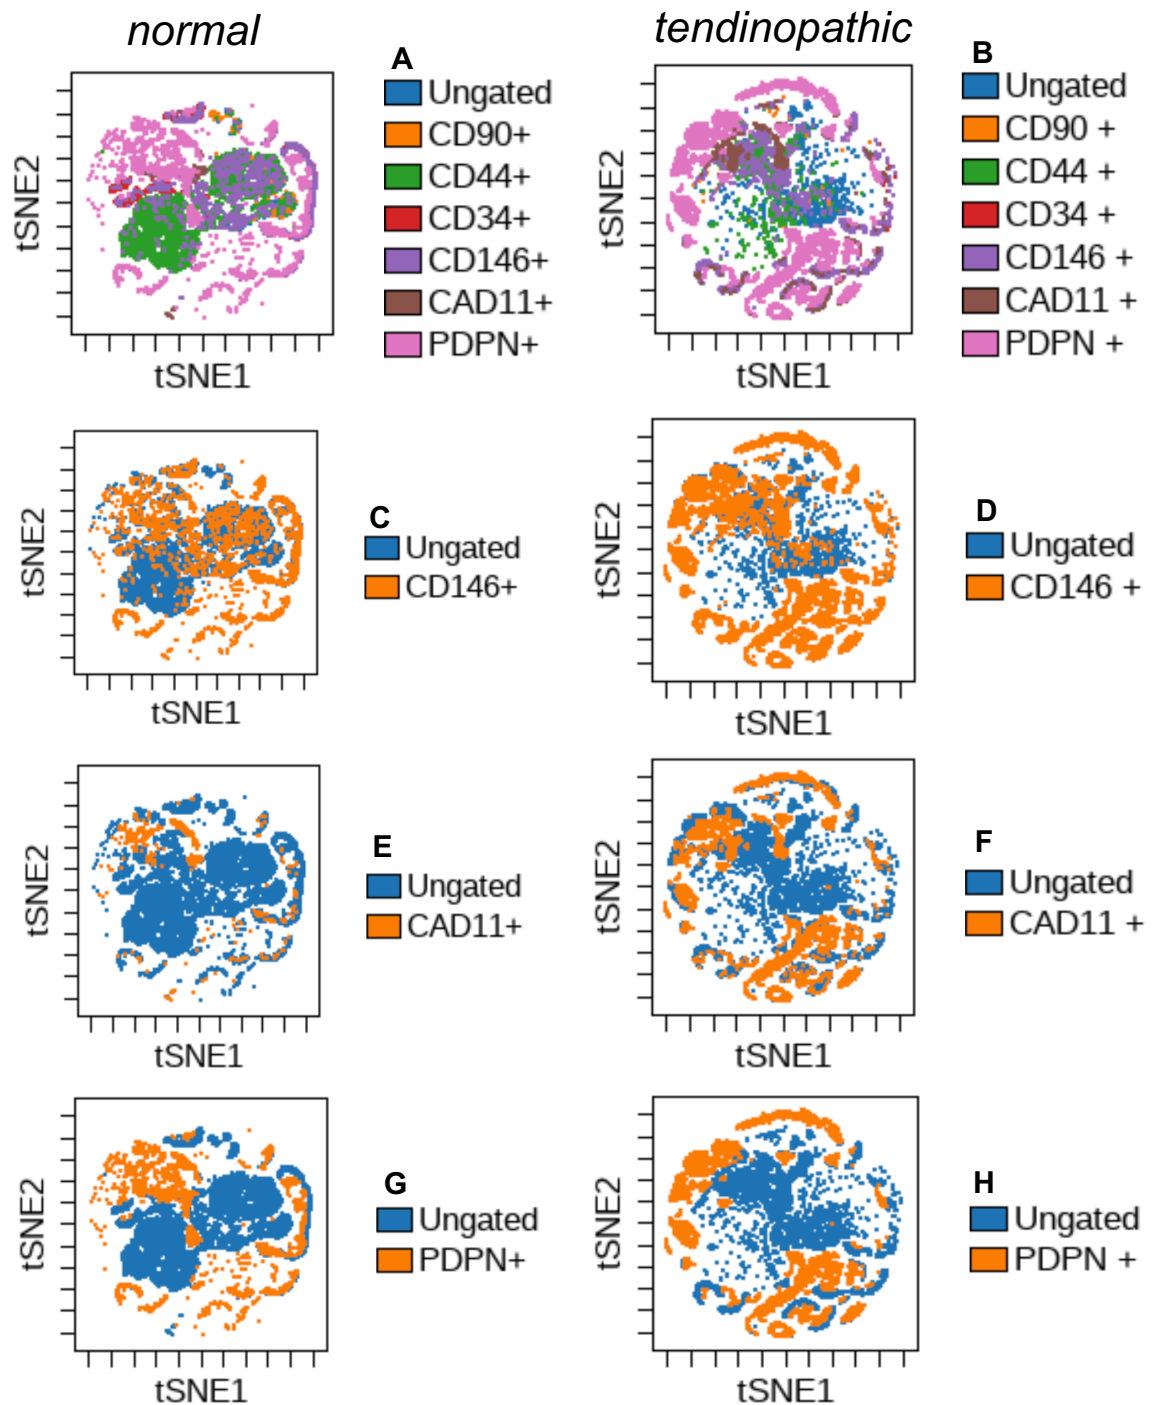 normal
tendinopathic
A
Ungated
CD90+
CD44+
CD34+
CD146+
CAD11+
PDPN+
tSNE2
tSNE1
B
Ungated
CD90 +
CD44 +
CD34 +
CD146 +
CAD11 +
PDPN +
tSNE2
tSNE1
C
Ungated
CD146+
tSNE2
tSNE1
D
Ungated
CD146 +
tSNE2
tSNE1
E
Ungated
CAD11+
tSNE2
tSNE1
F
Ungated
CAD11 +
tSNE2
tSNE1
G
Ungated
PDPN+
tSNE2
tSNE1
H
Ungated
PDPN +
tSNE2
tSNE1